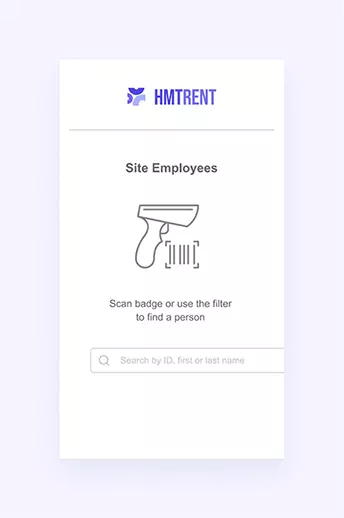 HMTRENT
Site Employees
Scan badge or use the filter
to find a person
Search by ID, first or last name